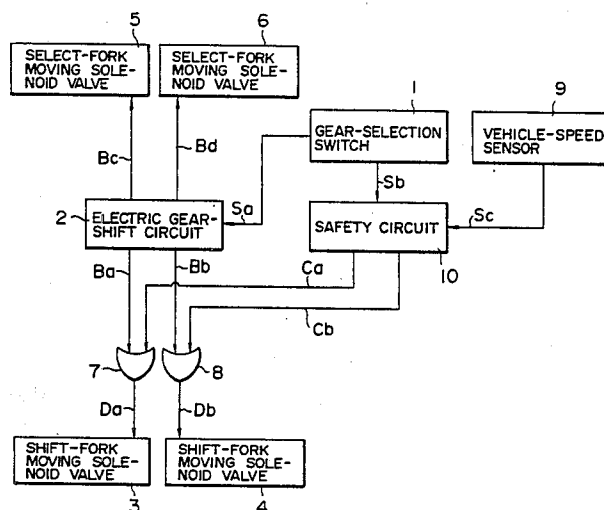 5
6
SELECT-FORK
MOVING SOLE-
NOID VALVE
SELECT-FORK
MOVING SOLE-
NOID VALVE
1
9
GEAR-SELECTION
SWITCH
VEHICLE-SPEED
SENSOR
Bc
Bd
Sb
Sa
Sc
2
ELECTRIC GEAR-
SHIFT CIRCUIT
SAFETY CIRCUIT
10
Ba
Bb
Ca
Cb
7
8
Da
Db
SHIFT-FORK
MOVING SOLE-
NOID VALVE
SHIFT-FORK
MOVING SOLE-
NOID VALVE
3
4